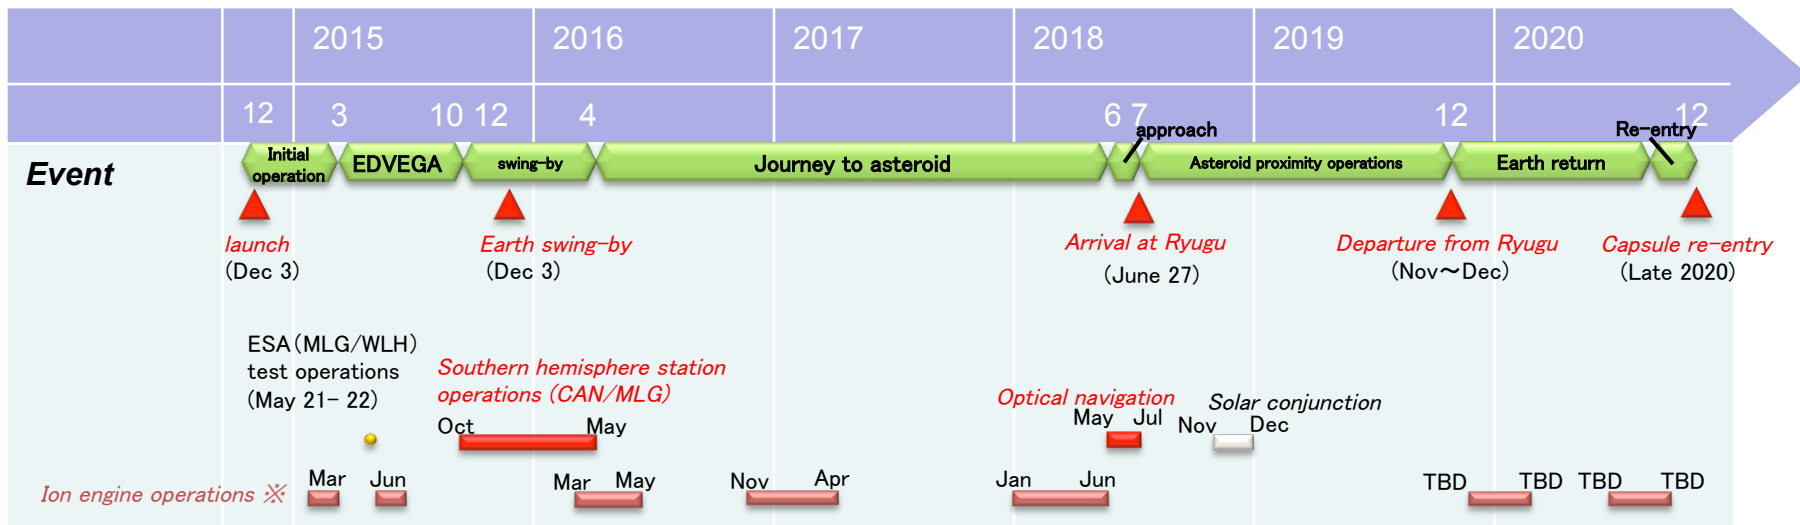 2015 2016 2017 2018 2019 2020
12 3 10 12 4 6 7 12 12
approach Re-entry
Event
Initial
operation
EDVEGA
swing-by
Journey to asteroid
Asteroid proximity operations
Earth return
launch
(Dec 3)
Earth swing-by
(Dec 3)
Arrival at Ryugu
(June 27)
Departure from Ryugu
(Nov～Dec)
Capsule re-entry
(Late 2020)
ESA(MLG/WLH)
test operations
(May 21- 22)
Southern hemisphere station
operations (CAN/MLG)
Oct May
Optical navigation
May Jul
Solar conjunction
Nov Dec
Ion engine operations ※
Mar Jun Mar May Nov Apr Jan Jun TBD TBD TBD TBD